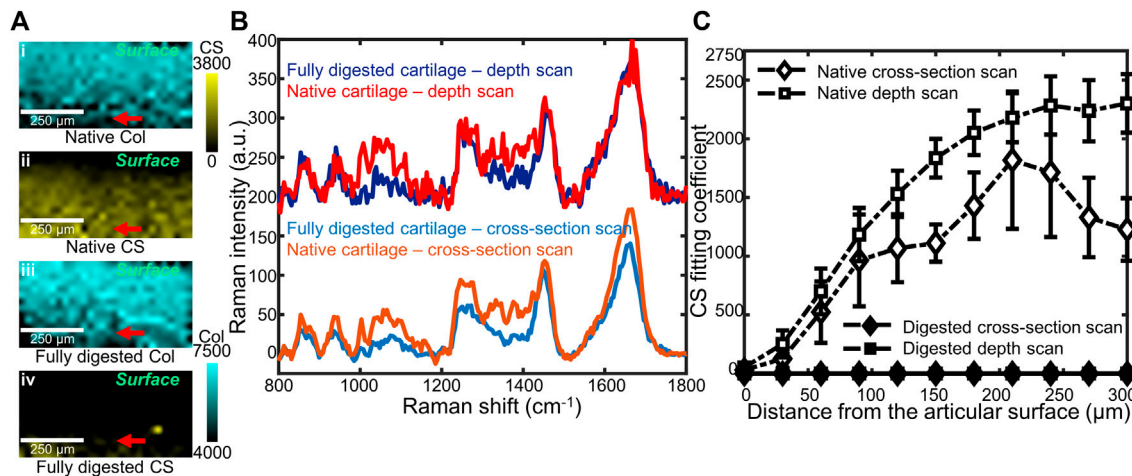 A
i
Surface
CS
3800
250 µm
Native Col
0
ii
Surface
250 µm
Native CS
iii
Surface
250 µm
Col
7500
Fully digested Col
iv
Surface
250 µm
4000
Fully digested CS
B
400
350
300
250
200
150
100
50
0
Raman intensity (a.u.)
Fully digested cartilage – depth scan
Native cartilage – depth scan
Fully digested cartilage – cross-section scan
Native cartilage – cross-section scan
800
1000
1200
1400
1600
1800
Raman shift (cm⁻¹)
C
2750
2500
2250
2000
1750
1500
1250
1000
750
500
0
CS fitting coefficient
Native cross-section scan
Native depth scan
Digested cross-section scan
Digested depth scan
0
50
100
150
200
250
300
Distance from the articular surface (µm)